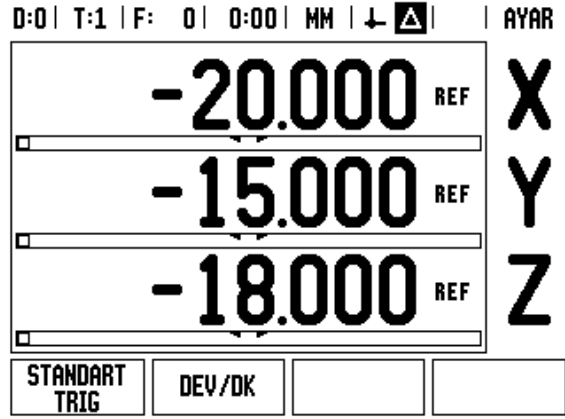 D:0 | T:1 | F: 0 | 0:00 | MM | AYAR
-20.000 REF X
-15.000 REF Y
-18.000 REF Z
STANDART
TRIG
DEV/DK